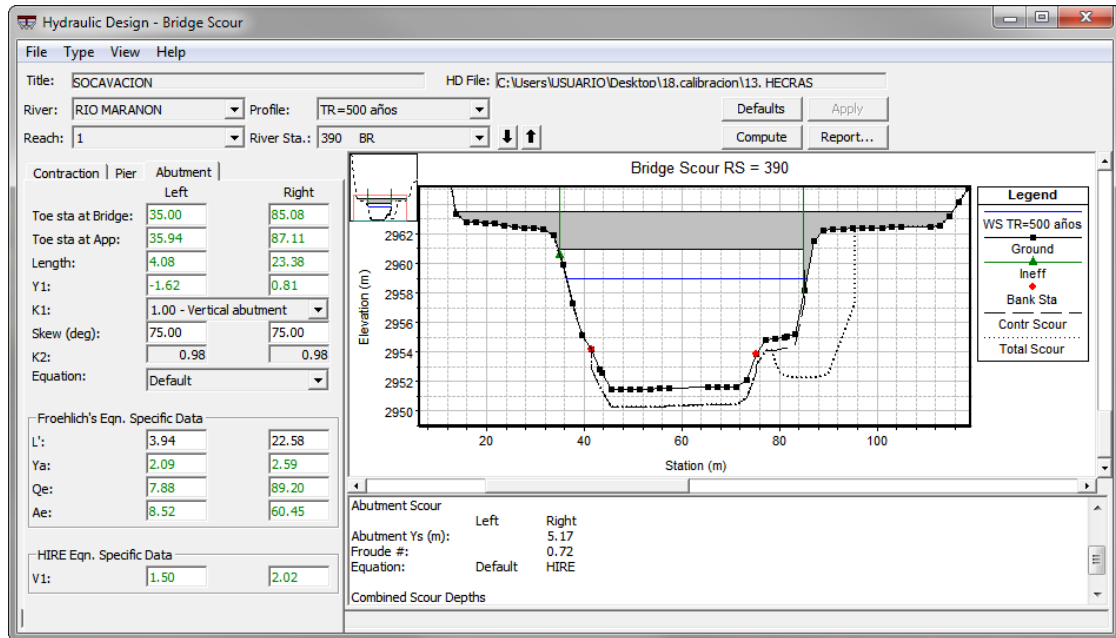 Hydraulic Design - Bridge Scour
File Type View Help
Title: SOCAVACION HD File: C:\Users\USUARIO\Desktop\18.calibracion\13. HECRAS
River: RIO MARANON Profile: TR=500 años Defaults Apply
Reach: 1 River Sta.: 390 BR Compute Report...
Contraction Pier Abutment
Left Right
Toe sta at Bridge: 35.00 85.08
Toe sta at App: 35.94 87.11
Length: 4.08 23.38
Y1: -1.62 0.81
K1: 1.00 - Vertical abutment
Skew (deg): 75.00 75.00
K2: 0.98 0.98
Equation: Default
Froehlich's Eqn. Specific Data
L': 3.94 22.58
Ya: 2.09 2.59
Qe: 7.88 89.20
Ae: 8.52 60.45
HIRE Eqn. Specific Data
V1: 1.50 2.02
Bridge Scour RS = 390
Elevation (m)
2962
2960
2958
2956
2954
2952
2950
20 40 60 80 100
Station (m)
Legend
WS TR=500 años
Ground
Ineff
Bank Sta
Contr Scour
Total Scour
Abutment Scour
Left Right
Abutment Ys (m): 5.17
Froude #: 0.72
Equation: Default HIRE
Combined Scour Depths